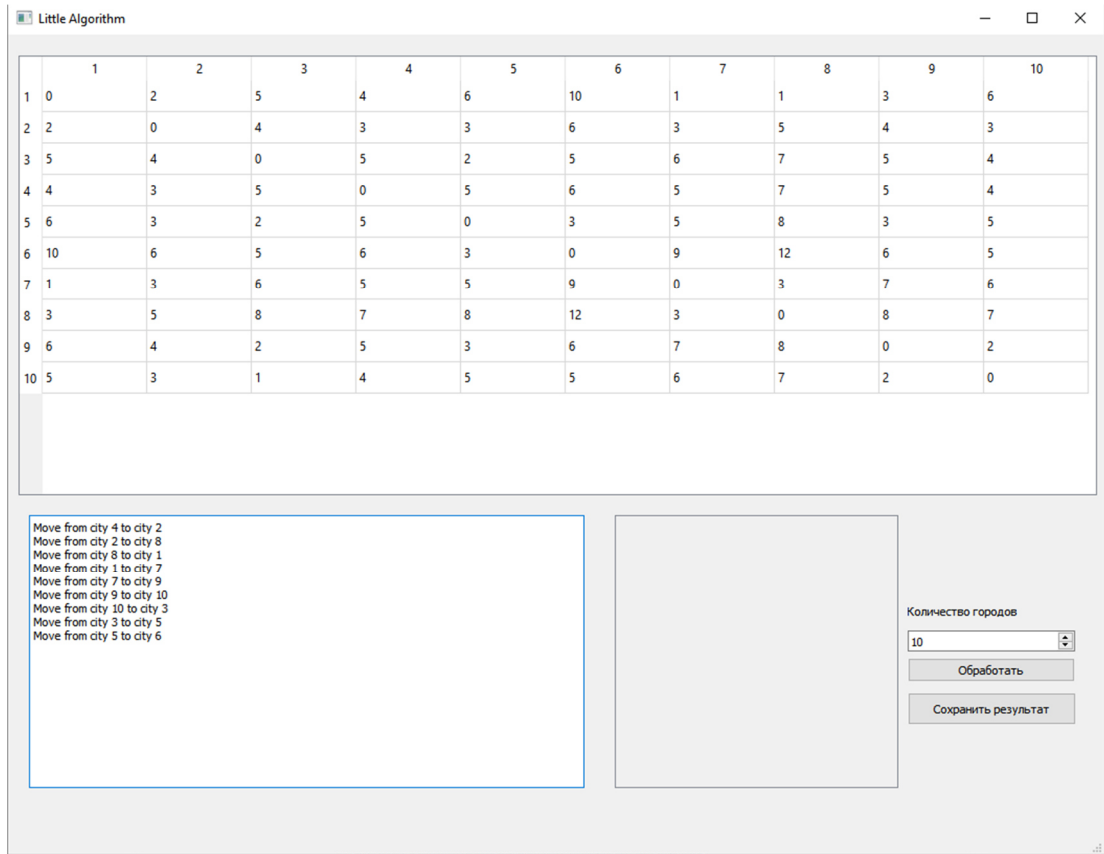 Little Algorithm
1 2 3 4 5 6 7 8 9 10
1 0 2 5 4 6 10 1 1 3 6
2 2 0 4 3 3 6 3 5 4 3
3 5 4 0 5 2 5 6 7 5 4
4 4 3 5 0 5 6 5 7 5 4
5 6 3 2 5 0 3 5 8 3 5
6 10 6 5 6 3 0 9 12 6 5
7 1 3 6 5 5 9 0 3 7 6
8 3 5 8 7 8 12 3 0 8 7
9 6 4 2 5 3 6 7 8 0 2
10 5 3 1 4 5 5 6 7 2 0
Move from city 4 to city 2
Move from city 2 to city 8
Move from city 8 to city 1
Move from city 1 to city 7
Move from city 7 to city 9
Move from city 9 to city 10
Move from city 10 to city 3
Move from city 3 to city 5
Move from city 5 to city 6
Количество городов
10
Обработать
Сохранить результат